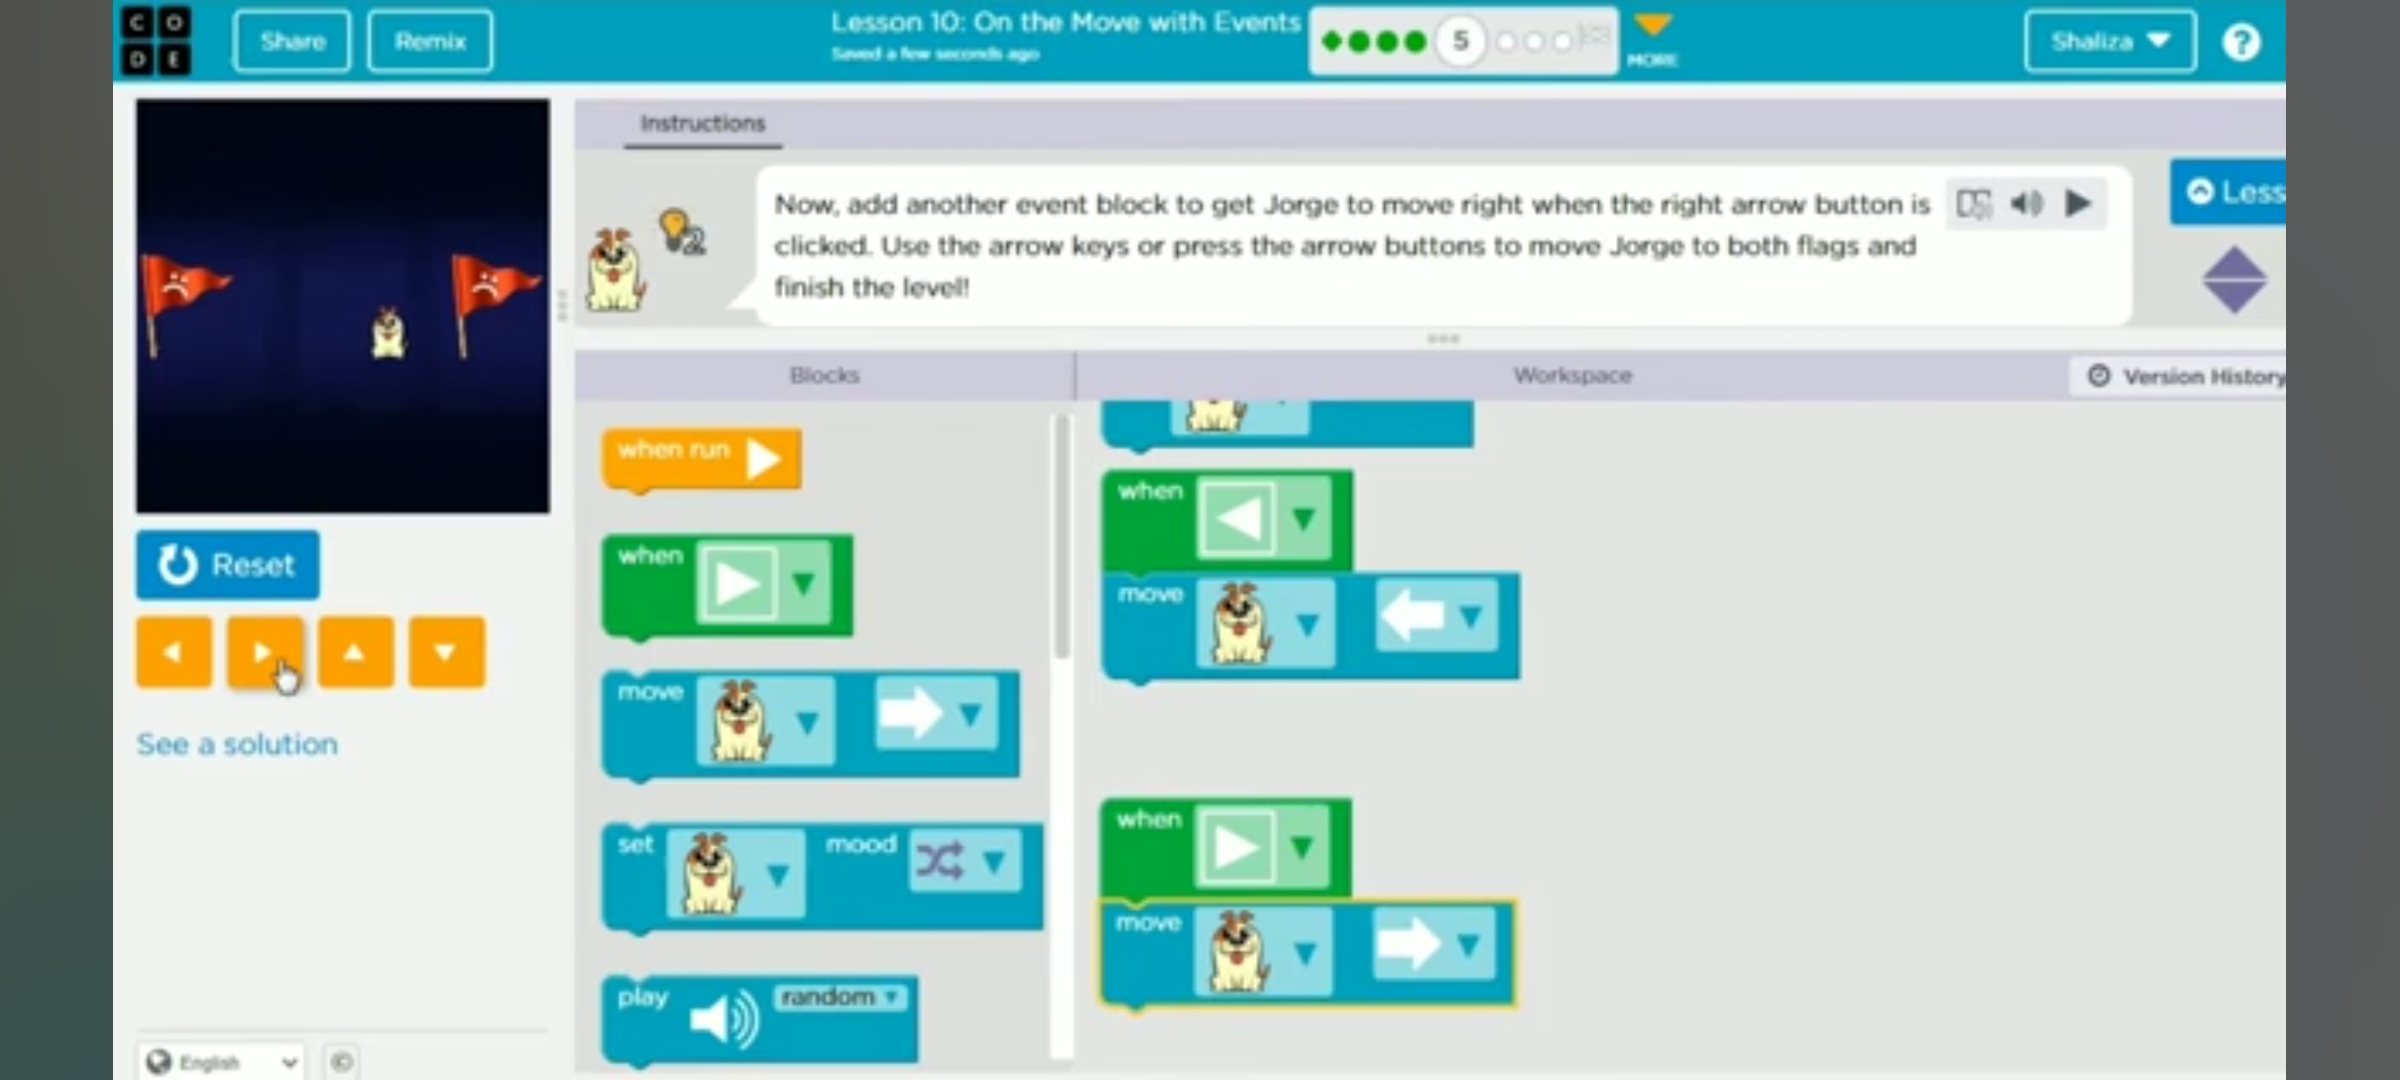 C O
D E
Share
Remix
Lesson 10: On the Move with Events
Saved a few seconds ago
5
MORE
Shaliza
?
Instructions
2
Now, add another event block to get Jorge to move right when the right arrow button is
clicked. Use the arrow keys or press the arrow buttons to move Jorge to both flags and
finish the level!
Less
Blocks
Workspace
Version History
when run
when
move
set mood
play random
when
move
when
move
Reset
See a solution
English
©